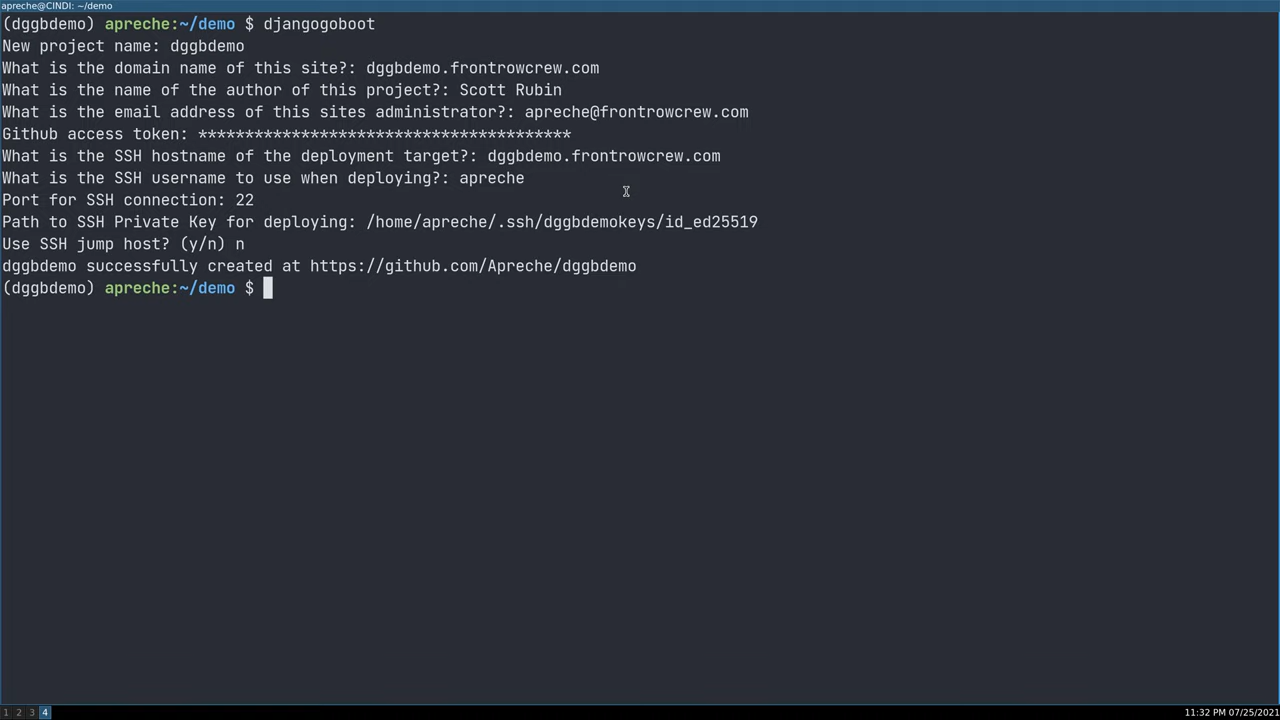 apreche@CINDI: ~/demo
(dggbdemo) apreche:~/demo $ djangogoboot
New project name: dggbdemo
What is the domain name of this site?: dggbdemo.frontrowcrew.com
What is the name of the author of this project?: Scott Rubin
What is the email address of this sites administrator?: apreche@frontrowcrew.com
Github access token: ****************************************
What is the SSH hostname of the deployment target?: dggbdemo.frontrowcrew.com
What is the SSH username to use when deploying?: apreche
Port for SSH connection: 22
Path to SSH Private Key for deploying: /home/apreche/.ssh/dggbdemokeys/id_ed25519
Use SSH jump host? (y/n) n
dggbdemo successfully created at https://github.com/Apreche/dggbdemo
(dggbdemo) apreche:~/demo $
1 2 3 4 11:32 PM 07/25/2021